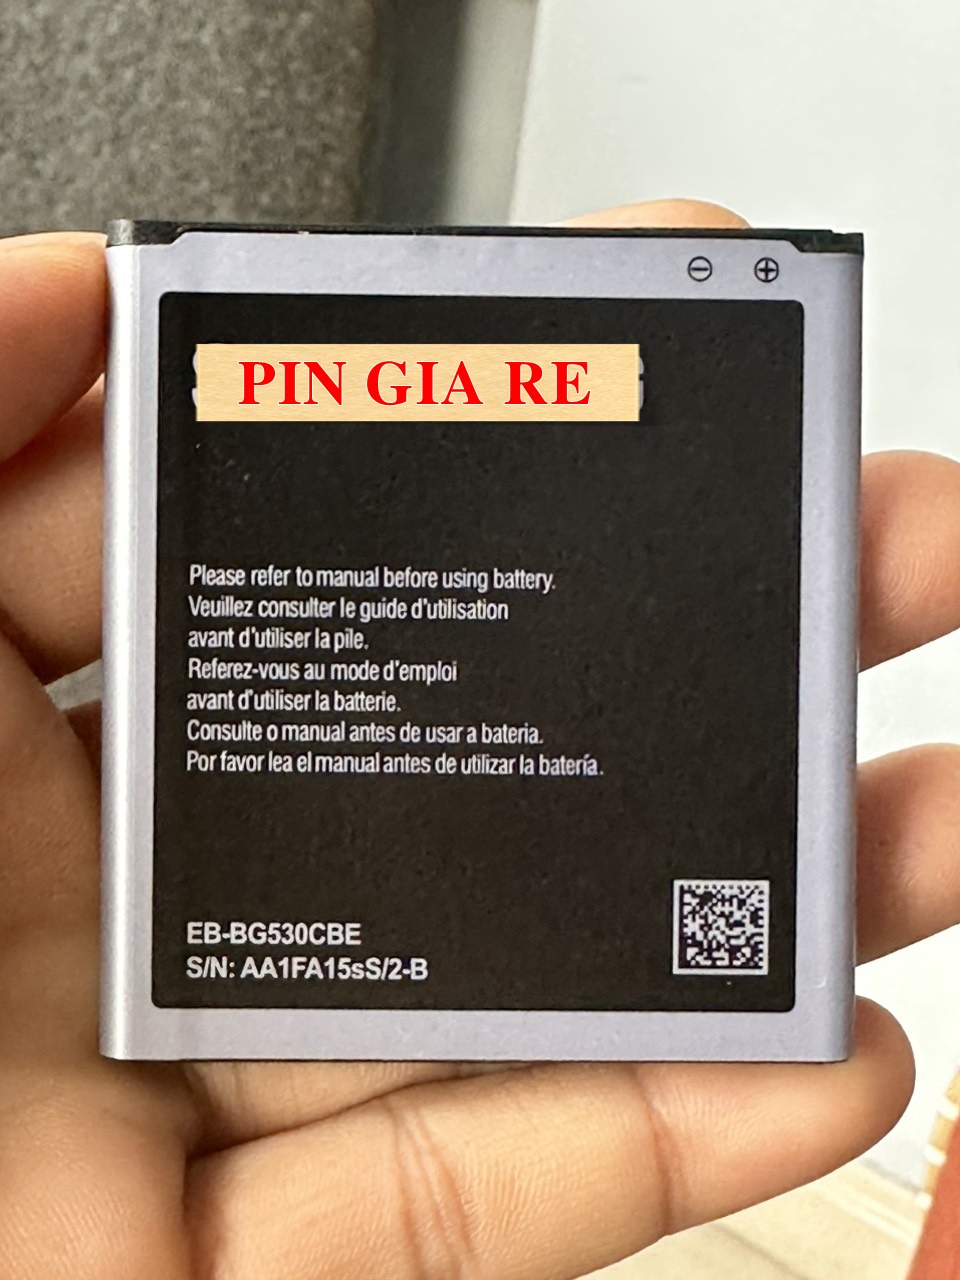 PIN GIA RE
Please refer to manual before using battery.
Veuillez consulter le guide d'utilisation
avant d'utiliser la pile.
Referez-vous au mode d'emploi
avant d'utiliser la batterie.
Consulte o manual antes de usar a bateria.
Por favor lea el manual antes de utilizar la batería.
EB-BG530CBE
S/N: AA1FA15sS/2-B